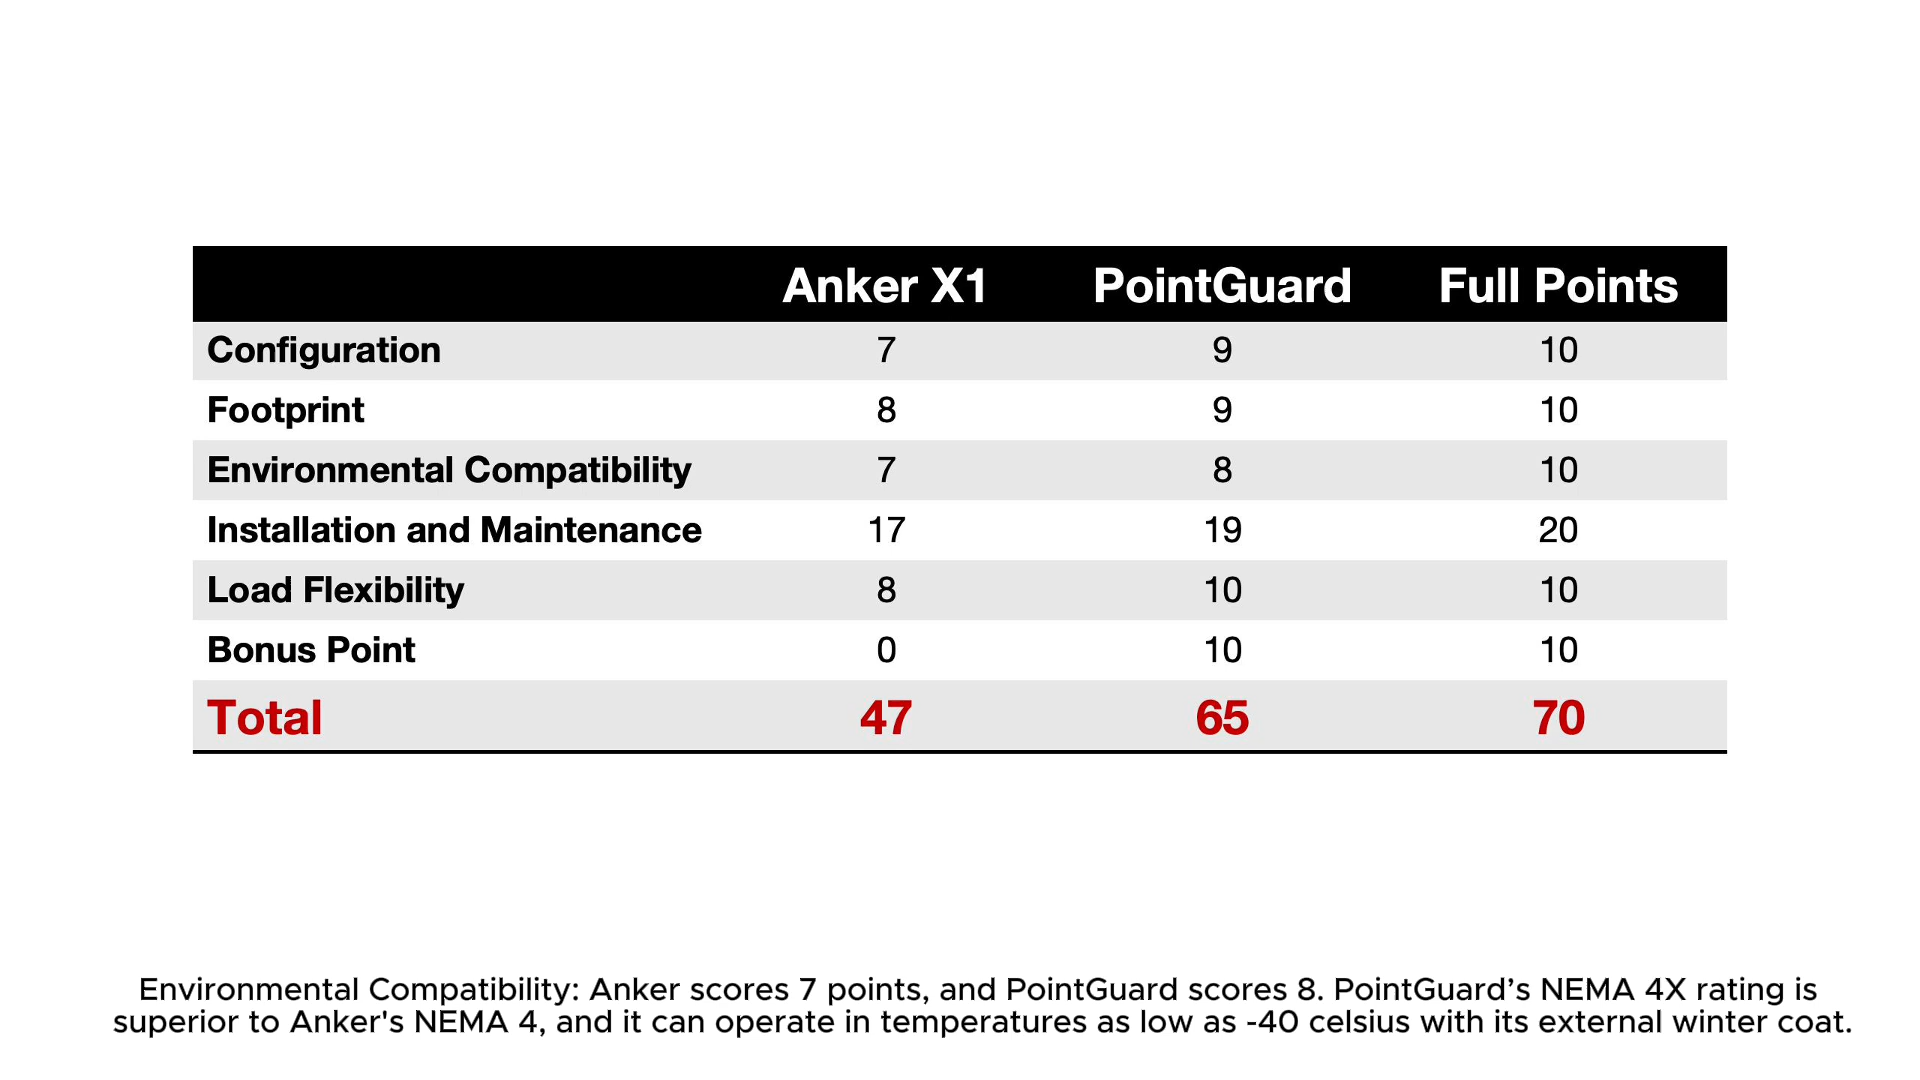 Anker X1 PointGuard Full Points
Configuration 7 9 10
Footprint 8 9 10
Environmental Compatibility 7 8 10
Installation and Maintenance 17 19 20
Load Flexibility 8 10 10
Bonus Point 0 10 10
Total 47 65 70
Environmental Compatibility: Anker scores 7 points, and PointGuard scores 8. PointGuard’s NEMA 4X rating is
superior to Anker's NEMA 4, and it can operate in temperatures as low as -40 celsius with its external winter coat.